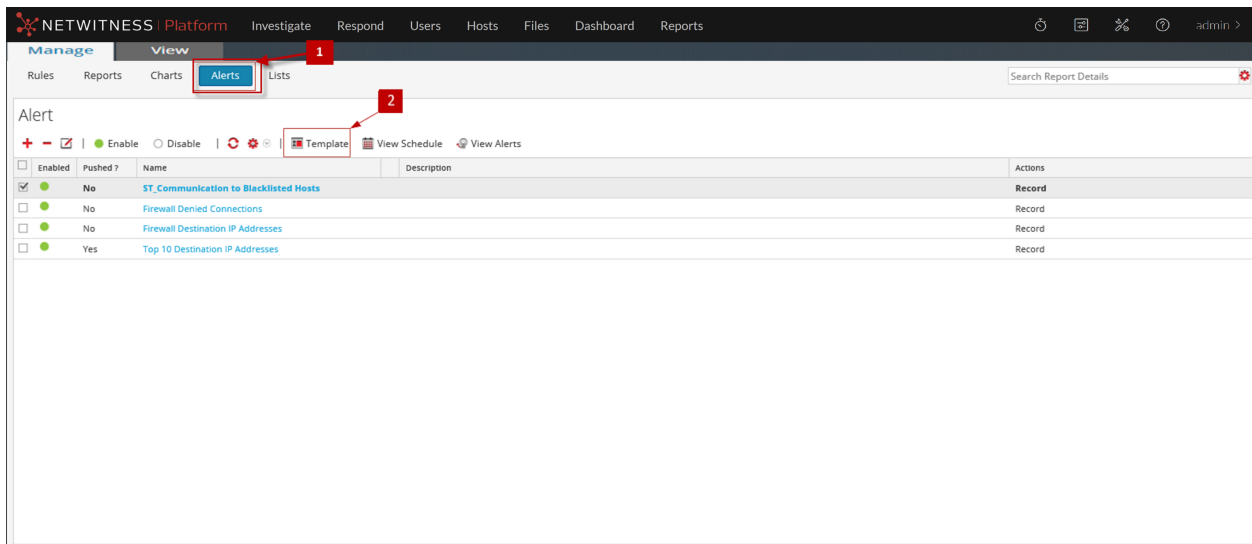 NETWITNESS | Platform Investigate Respond Users Hosts Files Dashboard Reports admin >
Manage View
1
Rules Reports Charts Alerts Lists Search Report Details
2
Alert
Enable Disable Template View Schedule View Alerts
Enabled Pushed ? Name Description Actions
No ST_Communication to Blacklisted Hosts Record
No Firewall Denied Connections Record
No Firewall Destination IP Addresses Record
Yes Top 10 Destination IP Addresses Record